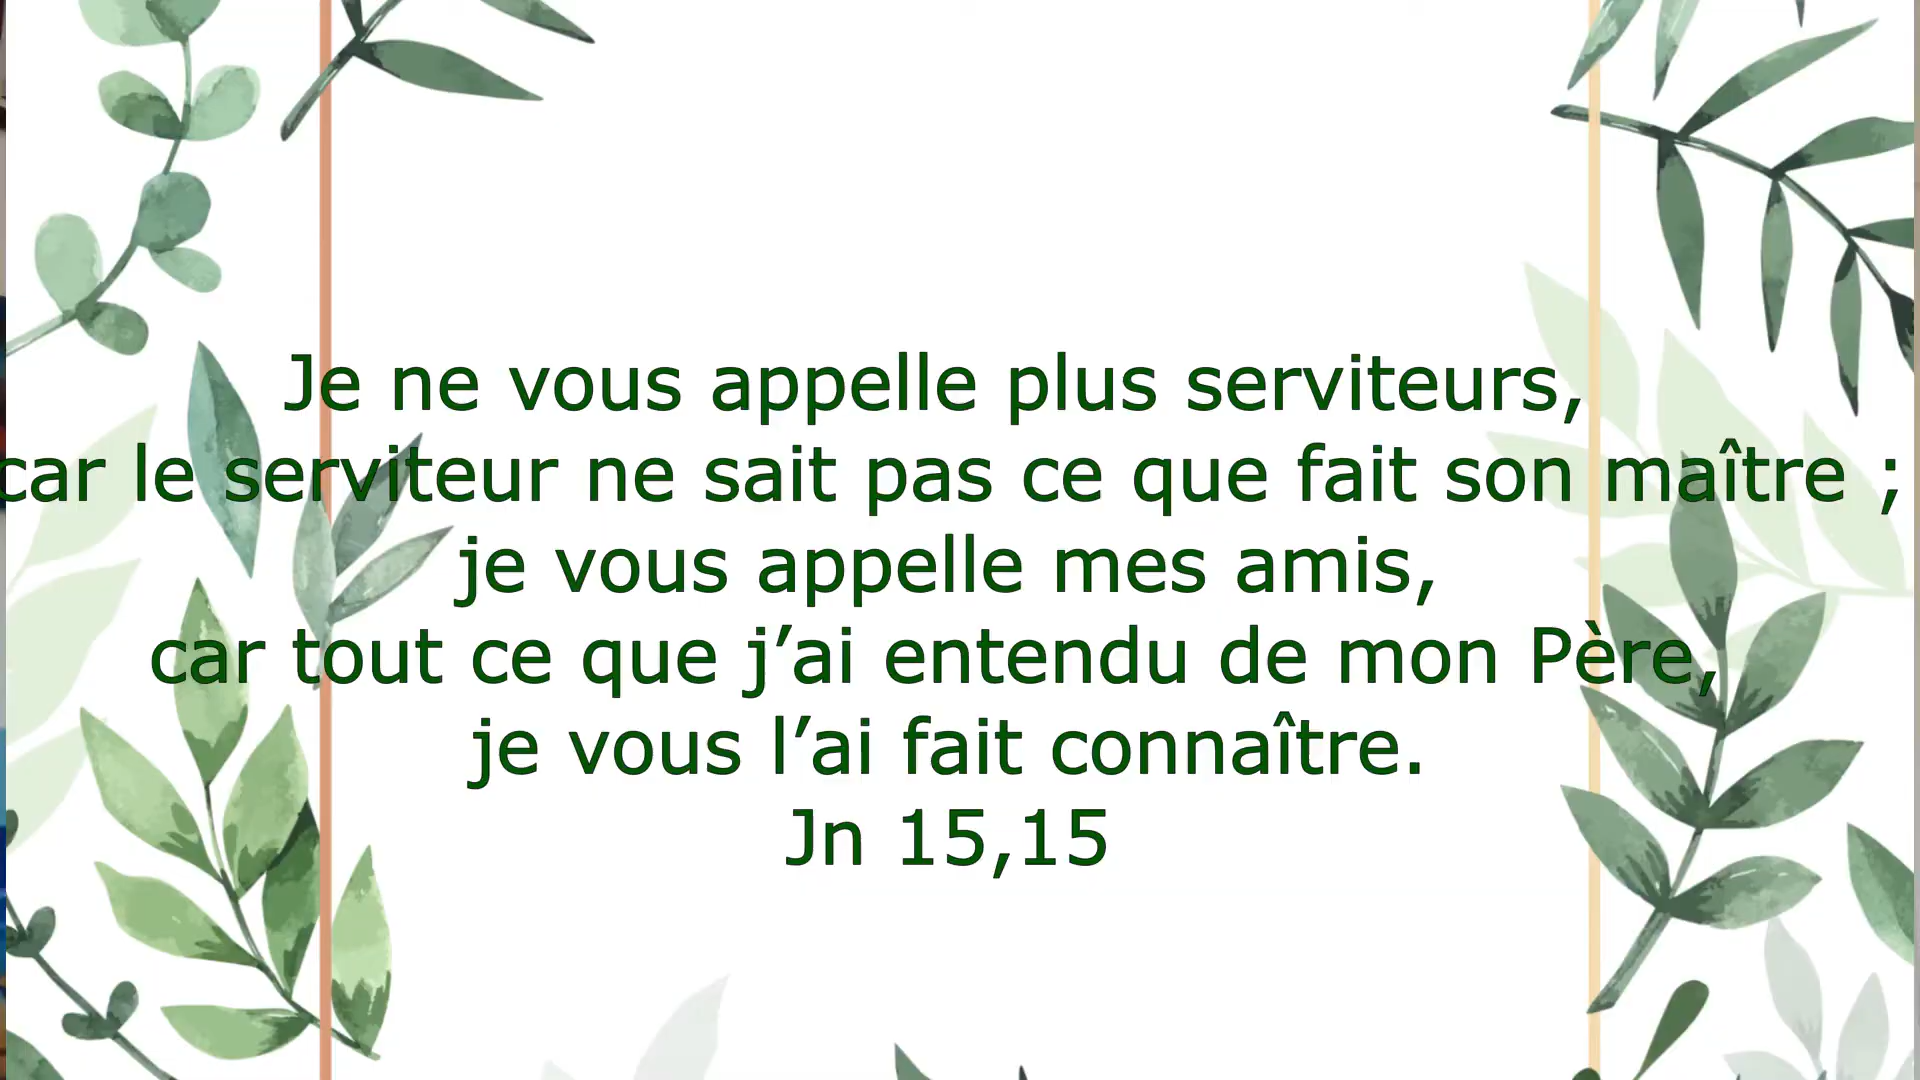 Je ne vous appelle plus serviteurs,
car le serviteur ne sait pas ce que fait son maître ;
je vous appelle mes amis,
car tout ce que j’ai entendu de mon Père,
je vous l’ai fait connaître.
Jn 15,15